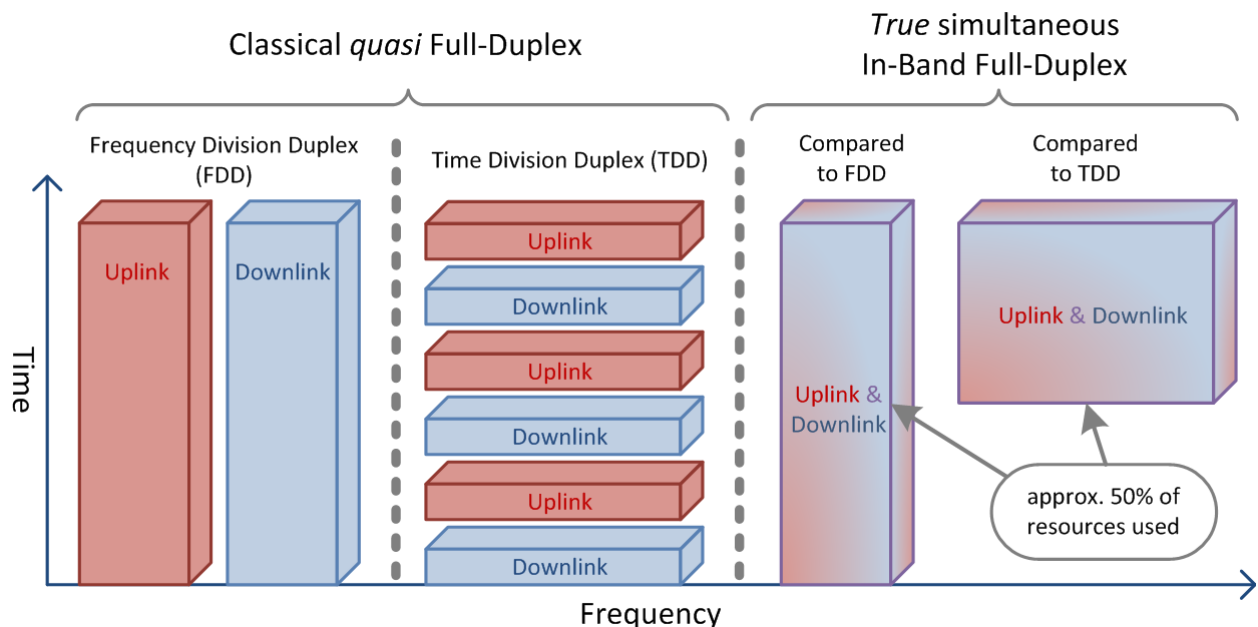 Classical quasi Full-Duplex
True simultaneous
In-Band Full-Duplex
Frequency Division Duplex
(FDD)
Time Division Duplex (TDD)
Compared
to FDD
Compared
to TDD
Uplink
Downlink
Uplink
Downlink
Uplink
Downlink
Uplink
Downlink
Uplink &
Downlink
Uplink & Downlink
approx. 50% of
resources used
Time
Frequency